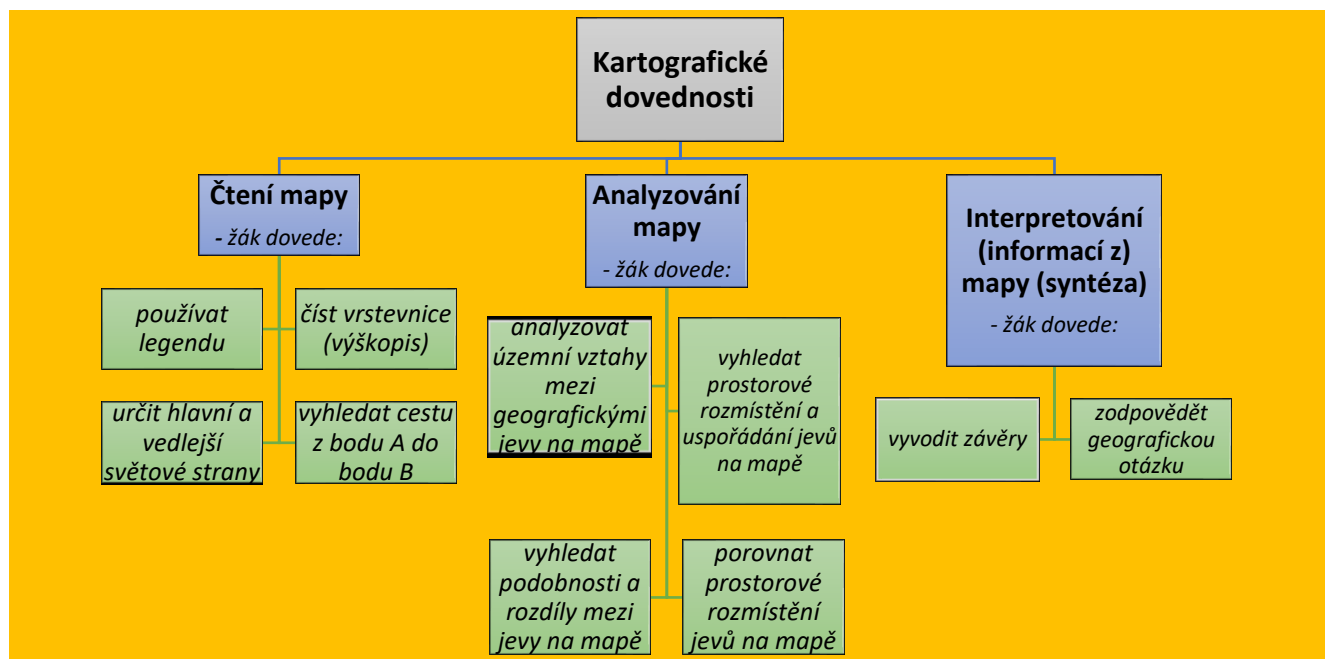 Kartografické
dovednosti
Čtení mapy
- žák dovede:
používat
legendu
číst vrstevnice
(výškopis)
určit hlavní a
vedlejší
světové strany
vyhledat cestu
z bodu A do
bodu B
Analyzování
mapy
- žák dovede:
analyzovat
územní vztahy
mezi
geografickými
jevy na mapě
vyhledat
prostorové
rozmístění a
uspořádání jevů
na mapě
vyhledat
podobnosti a
rozdíly mezi
jevy na mapě
porovnat
prostorové
rozmístění
jevů na mapě
Interpretování
(informací z)
mapy (syntéza)
- žák dovede:
vyvodit závěry
zodpovědět
geografickou
otázku